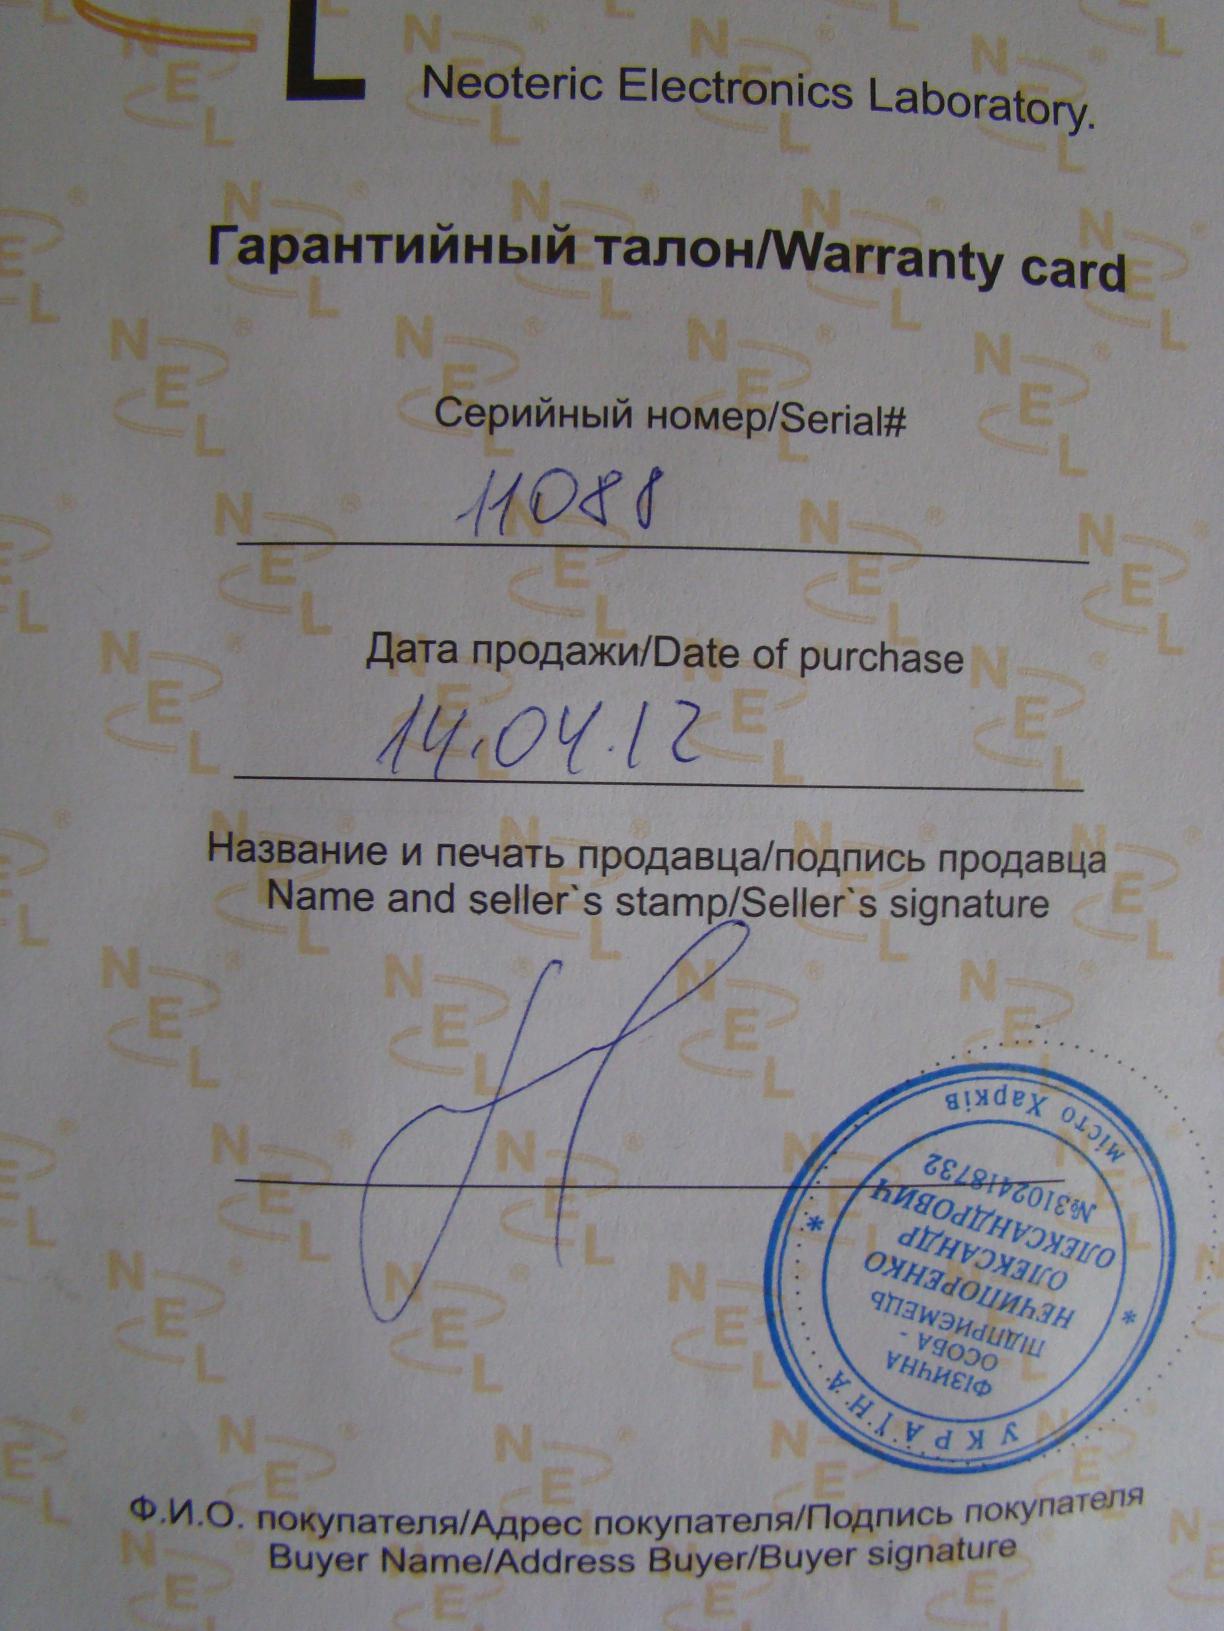 L
Neoteric Electronics Laboratory.
Гарантийный талон/Warranty card
Серийный номер/Serial#
11088
Дата продажи/Date of purchase
14.04.12
Название и печать продавца/подпись продавца
Name and seller`s stamp/Seller`s signature
УКРАЇНА
місто Харків
ФІЗИЧНА
ОСОБА -
ПІДПРИЄМЕЦЬ
НЕЧИПОРЕНКО
ОЛЕКСАНДР
ОЛЕКСАНДРОВИЧ
№3102418732
Ф.И.О. покупателя/Адрес покупателя/Подпись покупателя
Buyer Name/Address Buyer/Buyer signature